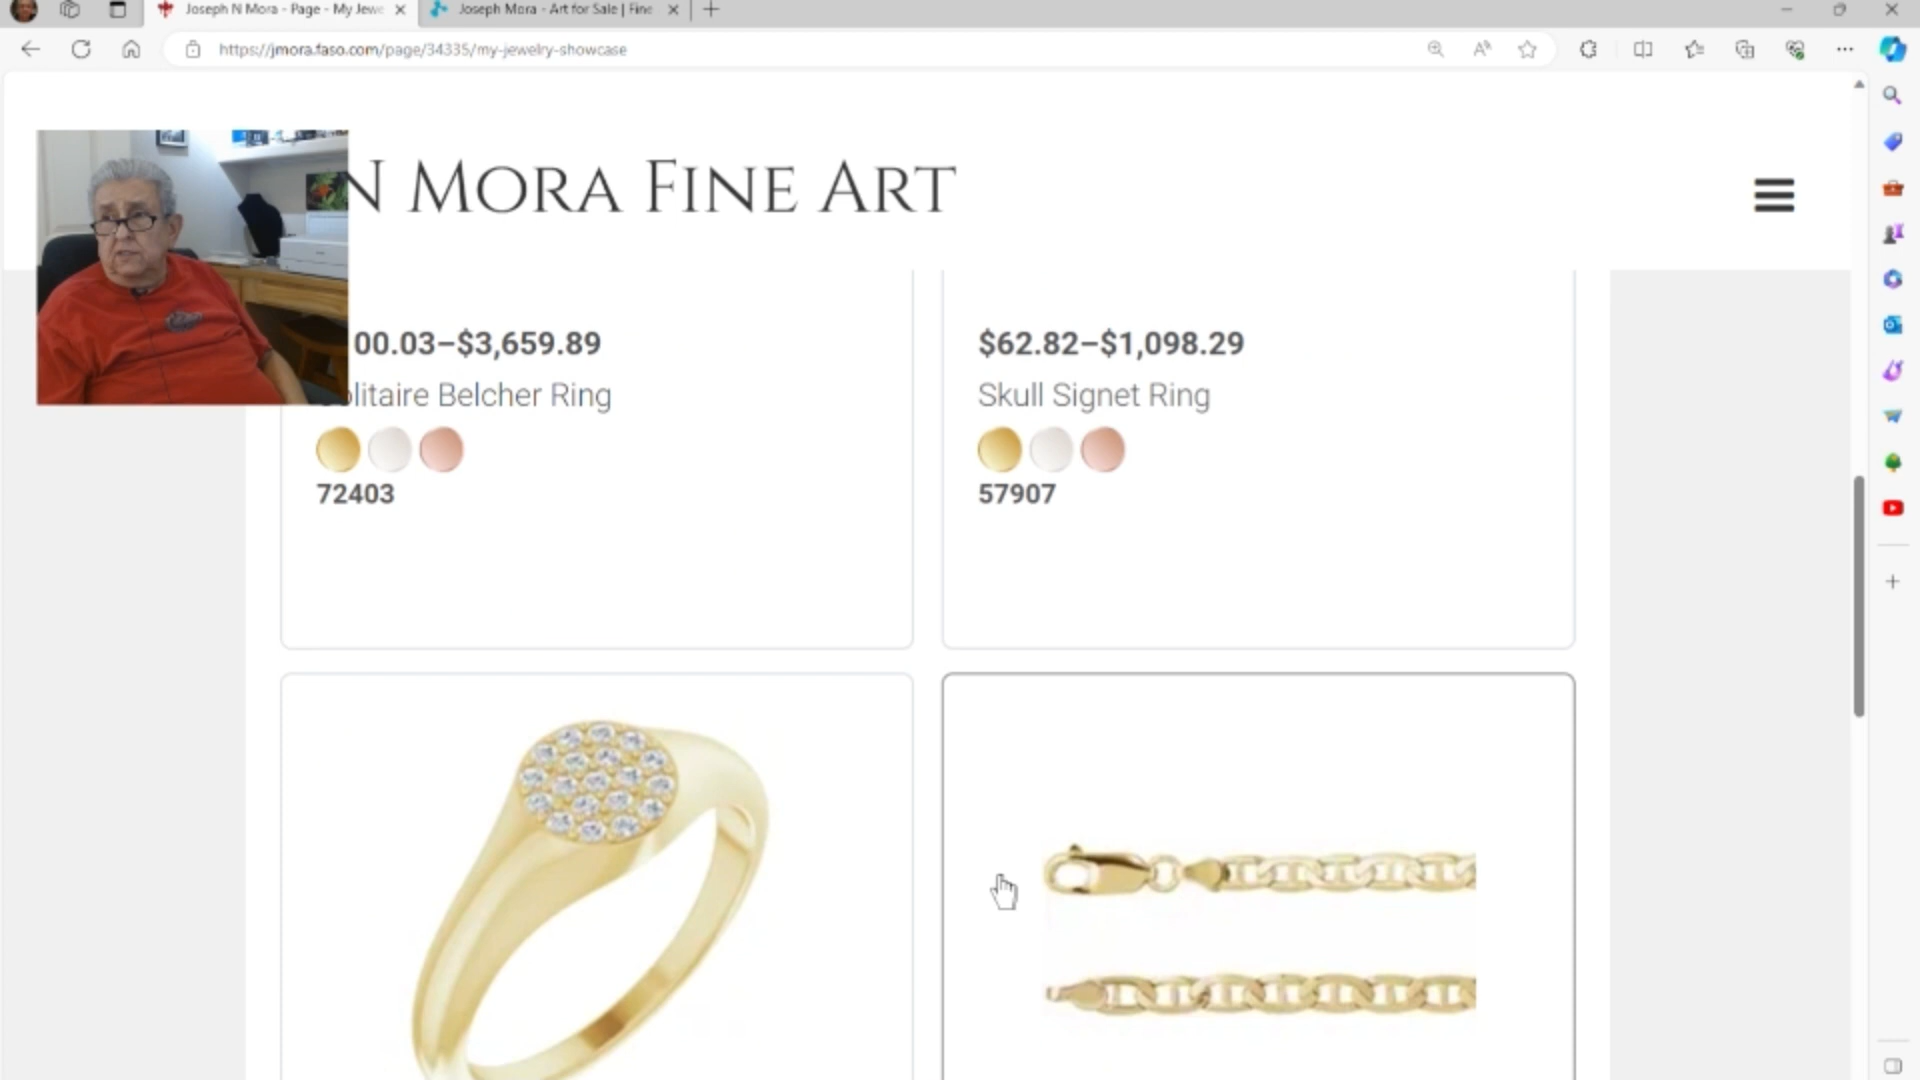 Joseph N Mora - Page - My Jewe
Joseph Mora - Art for Sale | Fine
https://jmora.faso.com/page/34335/my-jewelry-showcase
N MORA FINE ART
00.03–$3,659.89
olitaire Belcher Ring
72403
$62.82–$1,098.29
Skull Signet Ring
57907